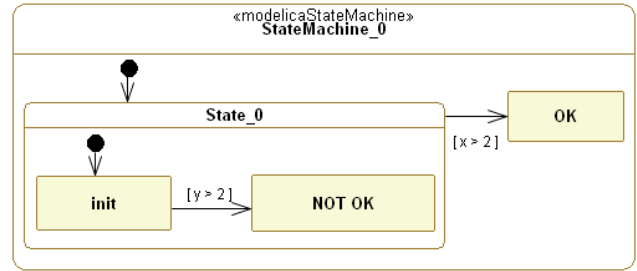 «modelicaStateMachine»
StateMachine_0
State_0
OK
[x > 2]
init
[y > 2]
NOT OK